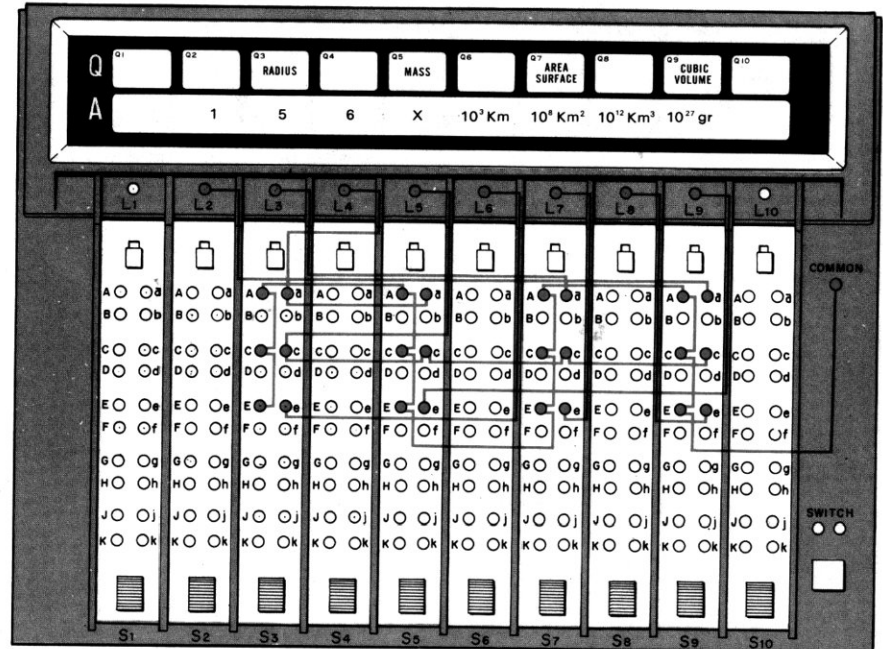 Q Q1 Q2 Q3 RADIUS Q4 Q5 MASS Q6 Q7 AREA SURFACE Q8 Q9 CUBIC VOLUME Q10
A 1 5 6 X 10³ Km 10⁸ Km² 10¹² Km³ 10²⁷ gr
L1 L2 L3 L4 L5 L6 L7 L8 L9 L10
COMMON
A a A a A a A a A a A a A a A a A a A a
B b B b B b B b B b B b B b B b B b B b
C c C c C c C c C c C c C c C c C c C c
D d D d D d D d D d D d D d D d D d D d
E e E e E e E e E e E e E e E e E e E e
F f F f F f F f F f F f F f F f F f F f
G g G g G g G g G g G g G g G g G g G g
H h H h H h H h H h H h H h H h H h H h
SWITCH
J j J j J j J j J j J j J j J j J j J j
K k K k K k K k K k K k K k K k K k K k
S1 S2 S3 S4 S5 S6 S7 S8 S9 S10